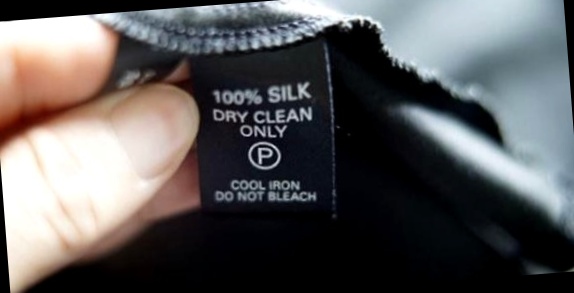 100% SILK
DRY CLEAN
ONLY
P
COOL IRON
DO NOT BLEACH